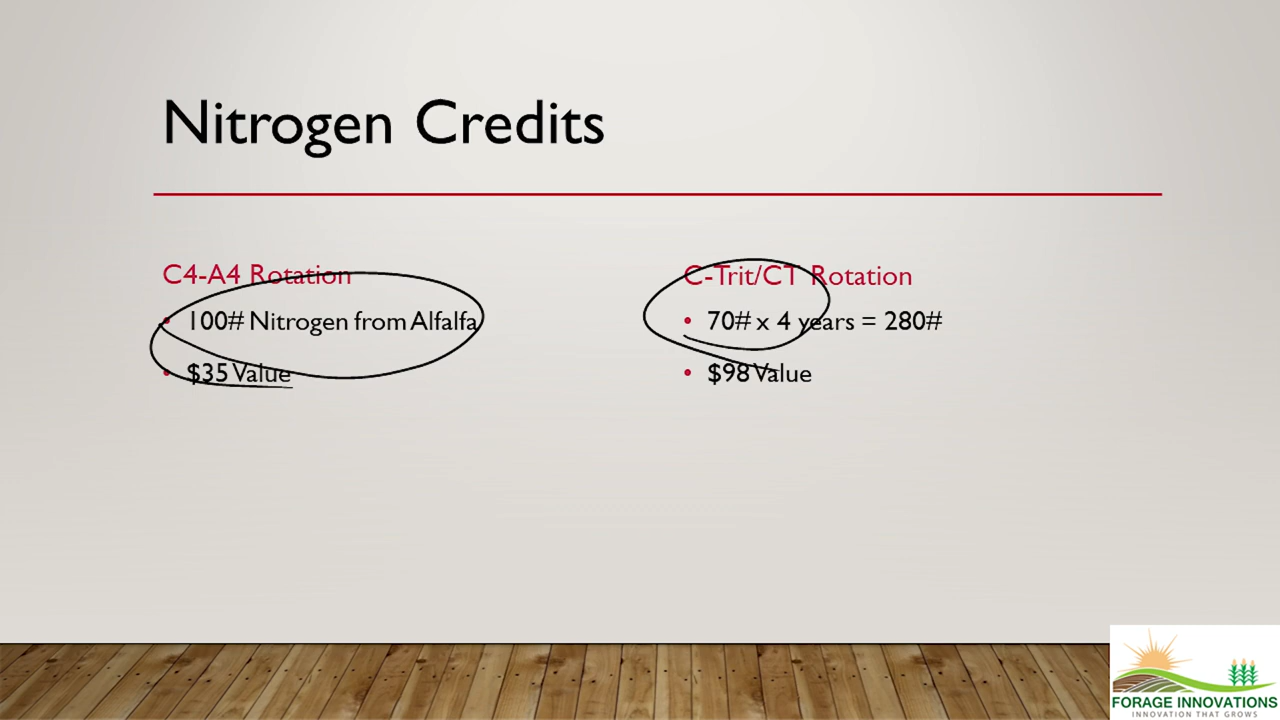 Nitrogen Credits
C4-A4 Rotation
• 100# Nitrogen from Alfalfa
• $35 Value
C-Trit/CT Rotation
• 70# x 4 years = 280#
• $98 Value
FORAGE INNOVATIONS
INNOVATION THAT GROWS